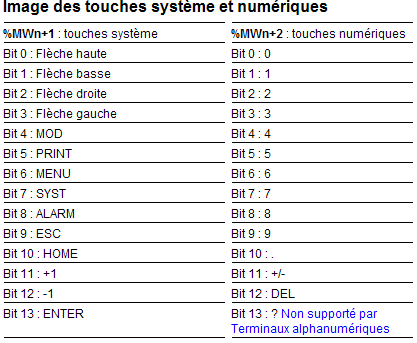 Image des touches système et numériques
%MWn+1 : touches système
%MWn+2 : touches numériques
Bit 0 : Flèche haute
Bit 0 : 0
Bit 1 : Flèche basse
Bit 1 : 1
Bit 2 : Flèche droite
Bit 2 : 2
Bit 3 : Flèche gauche
Bit 3 : 3
Bit 4 : MOD
Bit 4 : 4
Bit 5 : PRINT
Bit 5 : 5
Bit 6 : MENU
Bit 6 : 6
Bit 7 : SYST
Bit 7 : 7
Bit 8 : ALARM
Bit 8 : 8
Bit 9 : ESC
Bit 9 : 9
Bit 10 : HOME
Bit 10 : .
Bit 11 : +1
Bit 11 : +/-
Bit 12 : -1
Bit 12 : DEL
Bit 13 : ENTER
Bit 13 : ? Non supporté par
Terminaux alphanumériques